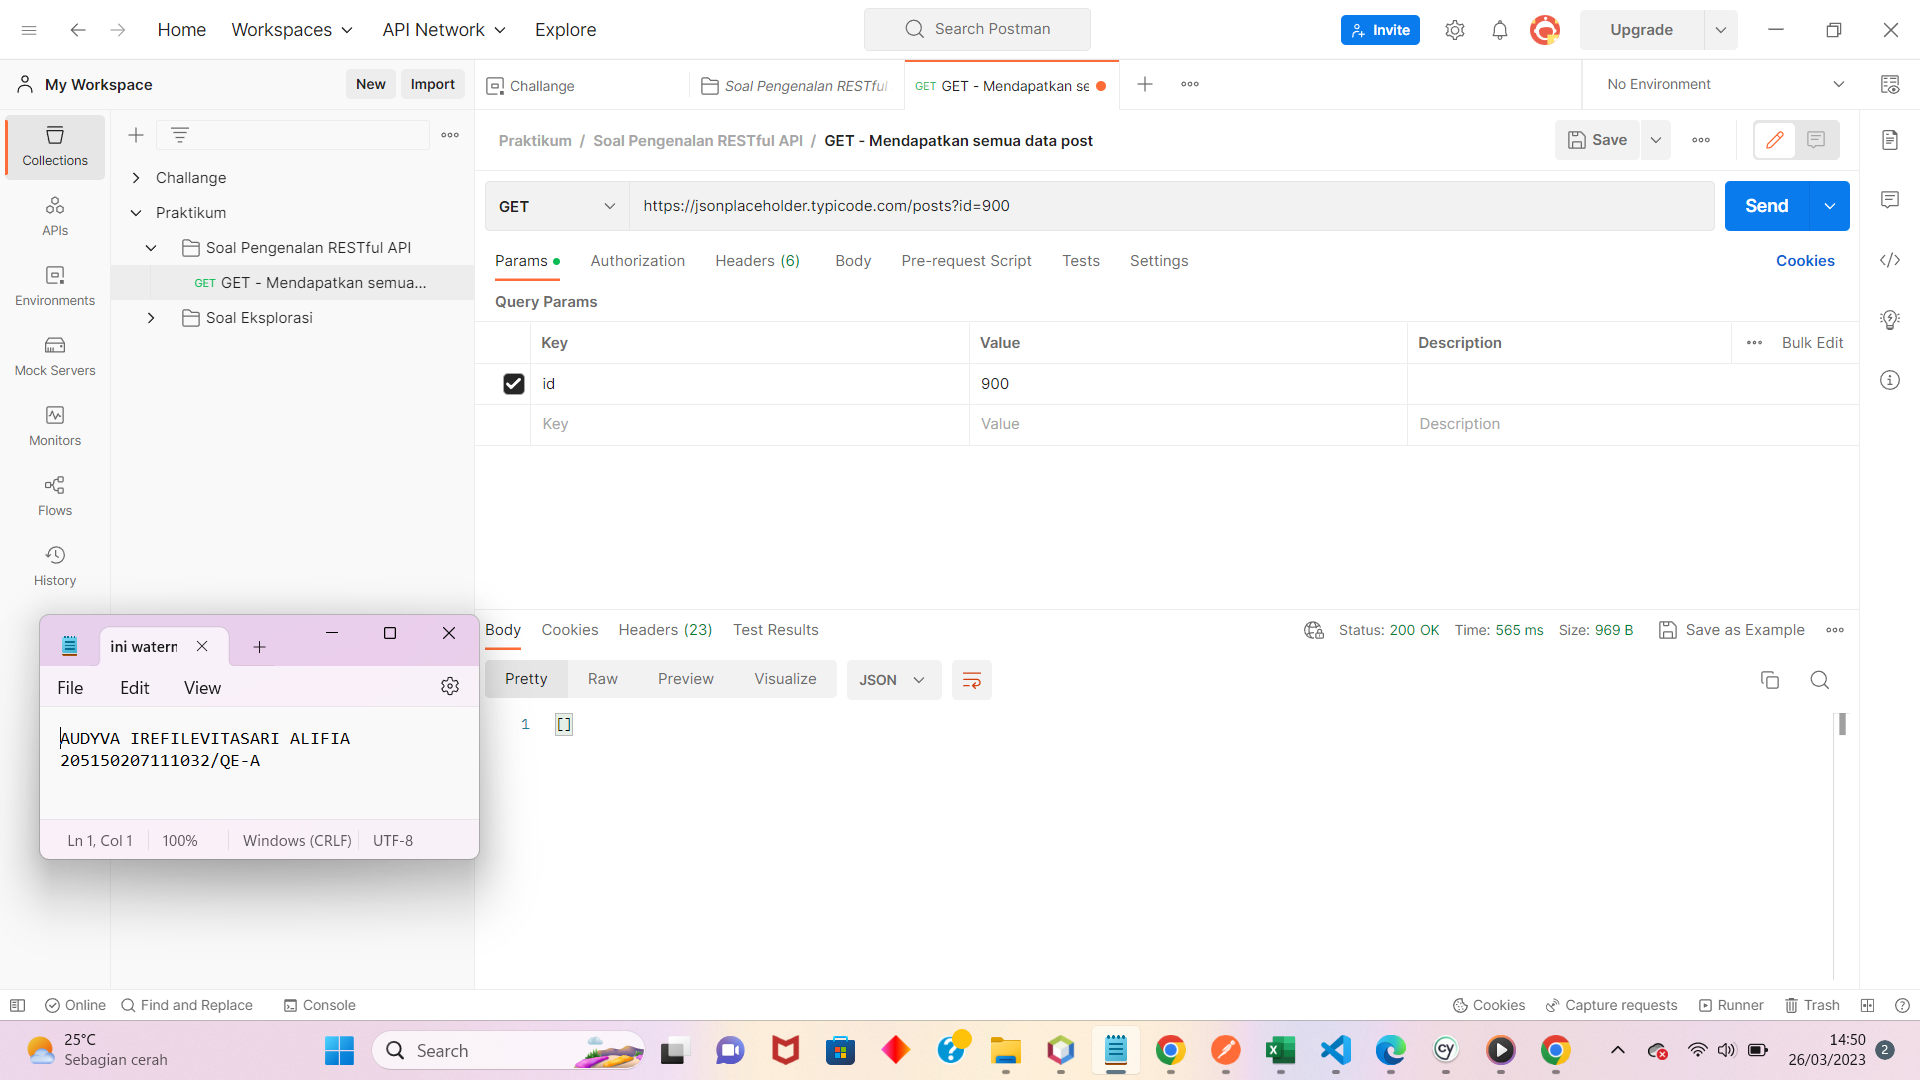 Home
Workspaces
API Network
Explore
Search Postman
Invite
Upgrade
My Workspace
New
Import
Challange
Soal Pengenalan RESTful
GET GET - Mendapatkan se
No Environment
Collections
APIs
Environments
Mock Servers
Monitors
Flows
History
Challange
Praktikum
Soal Pengenalan RESTful API
GET GET - Mendapatkan semua...
Soal Eksplorasi
Praktikum / Soal Pengenalan RESTful API / GET - Mendapatkan semua data post
Save
GET
https://jsonplaceholder.typicode.com/posts?id=900
Send
Params
Authorization
Headers (6)
Body
Pre-request Script
Tests
Settings
Cookies
Query Params
Key
Value
Description
Bulk Edit
id
900
Key
Value
Description
Body
Cookies
Headers (23)
Test Results
Status: 200 OK
Time: 565 ms
Size: 969 B
Save as Example
Pretty
Raw
Preview
Visualize
JSON
1 []
ini watern
File
Edit
View
AUDYVA IREFILEVITASARI ALIFIA
205150207111032/QE-A
Ln 1, Col 1
100%
Windows (CRLF)
UTF-8
Online
Find and Replace
Console
Cookies
Capture requests
Runner
Trash
25°C
Sebagian cerah
Search
cy
14:50
26/03/2023
2